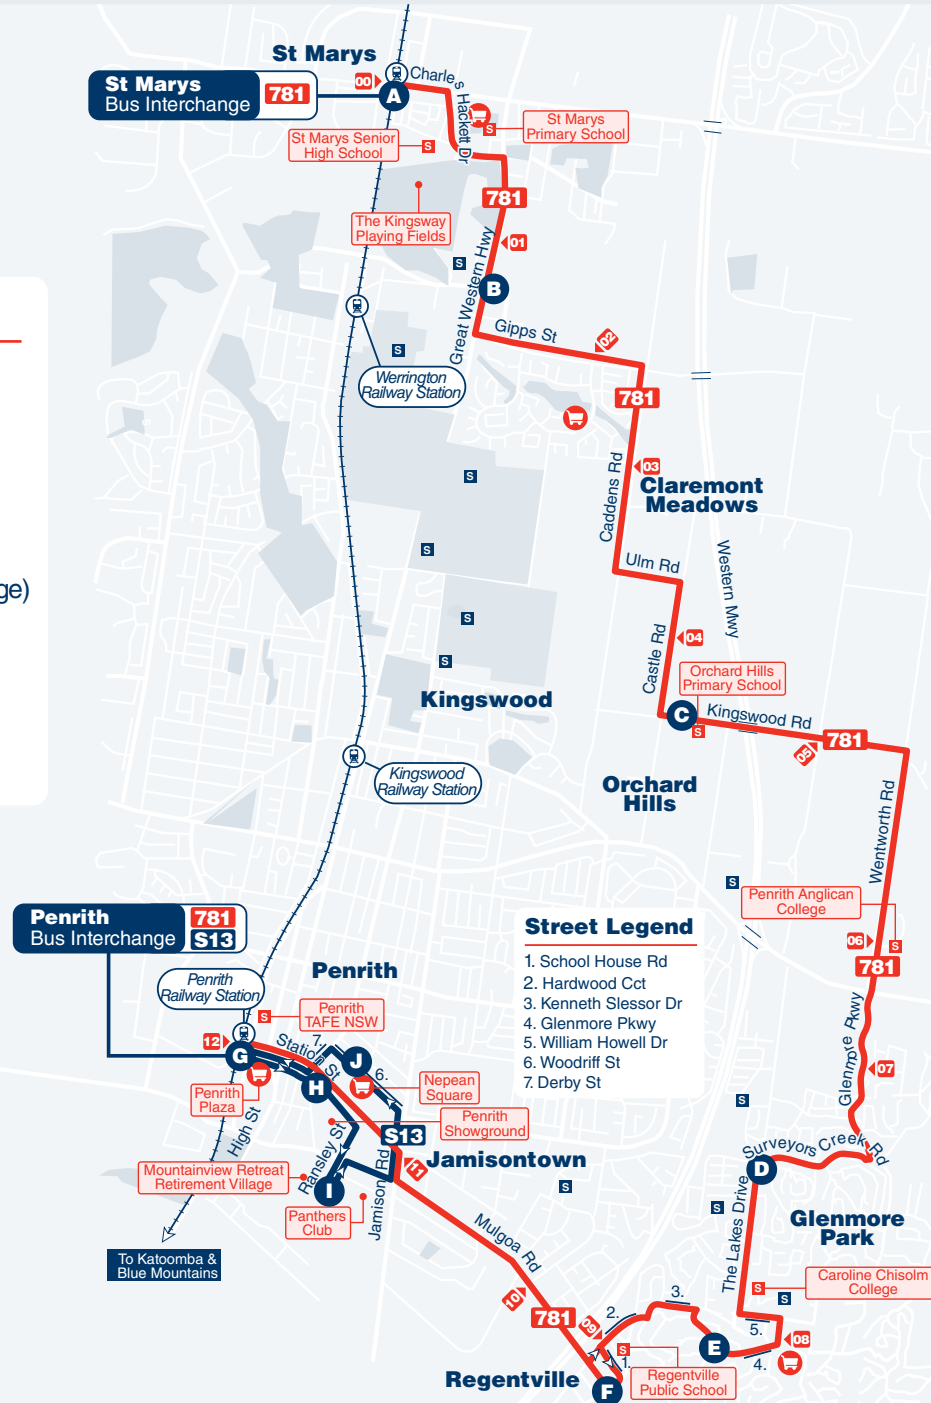 St Marys
St Marys
Bus Interchange
781
00
A
Charles Hackett Dr
S
St Marys
Primary School
St Marys Senior
High School
S
781
The Kingsway
Playing Fields
01
S
B
Great Western Hwy
Gipps St
02
S
Werrington
Railway Station
781
03
Caddens Rd
S
Claremont
Meadows
S
Ulm Rd
Western Mwy
ge)
S
04
Castle Rd
S
Orchard Hills
Primary School
Kingswood
C
Kingswood Rd
S
781
05
Kingswood
Railway Station
Orchard
Hills
Wentworth Rd
S
Penrith Anglican
College
Penrith
Bus Interchange
781
S13
Street Legend
1. School House Rd
2. Hardwood Cct
3. Kenneth Slessor Dr
4. Glenmore Pkwy
5. William Howell Dr
6. Woodriff St
7. Derby St
06
S
781
Penrith
Penrith
Railway Station
S
Penrith
TAFE NSW
Glenmore Pkwy
12
G
Station St
7.
J
6.
07
H
Nepean
Square
Penrith
Plaza
S
High St
Penrith
Showground
S13
Ransley St
Surveyors Creek Rd
11
Jamisontown
D
Mountainview Retreat
Retirement Village
I
S
Jamison Rd
Panthers
Club
S
The Lakes Drive
Glenmore
Park
Mulgoa Rd
To Katoomba &
Blue Mountains
Caroline Chisolm
College
S
S
10
3.
2.
781
09
5.
08
E
4.
S
1.
Regentville
F
Regentville
Public School